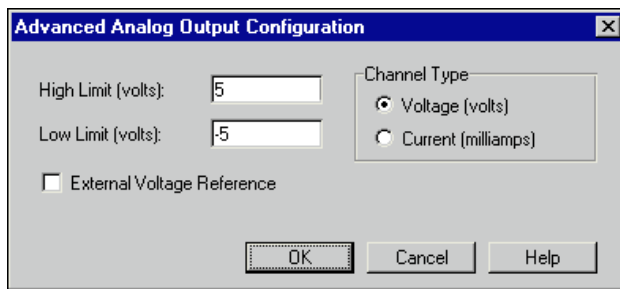 Advanced Analog Output Configuration
High Limit (volts): 5
Low Limit (volts): -5
External Voltage Reference
Channel Type
Voltage (volts)
Current (milliamps)
OK Cancel Help